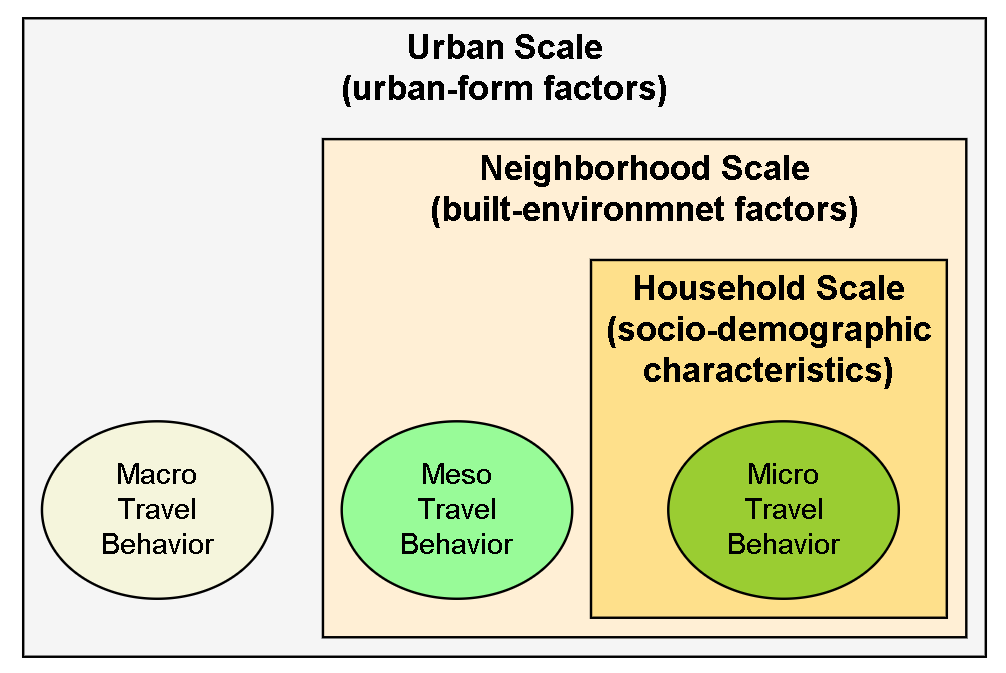 Urban Scale
(urban-form factors)
Neighborhood Scale
(built-environmnet factors)
Household Scale
(socio-demographic
characteristics)
Macro
Travel
Behavior
Meso
Travel
Behavior
Micro
Travel
Behavior